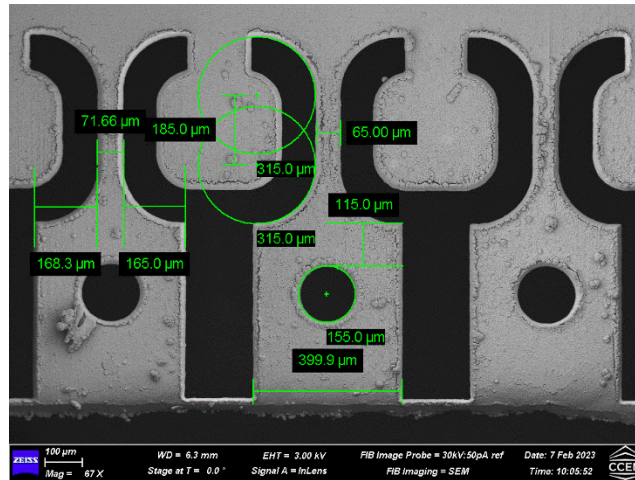 71.66 µm
185.0 µm
65.00 µm
315.0 µm
115.0 µm
315.0 µm
168.3 µm
165.0 µm
155.0 µm
399.9 µm
ZEISS
100 µm
Mag = 67 X
WD = 6.3 mm
Stage at T = 0.0 °
EHT = 3.00 kV
Signal A = InLens
FIB Image Probe = 30kV:50pA ref
FIB Imaging = SEM
Date: 7 Feb 2023
Time: 10:05:52